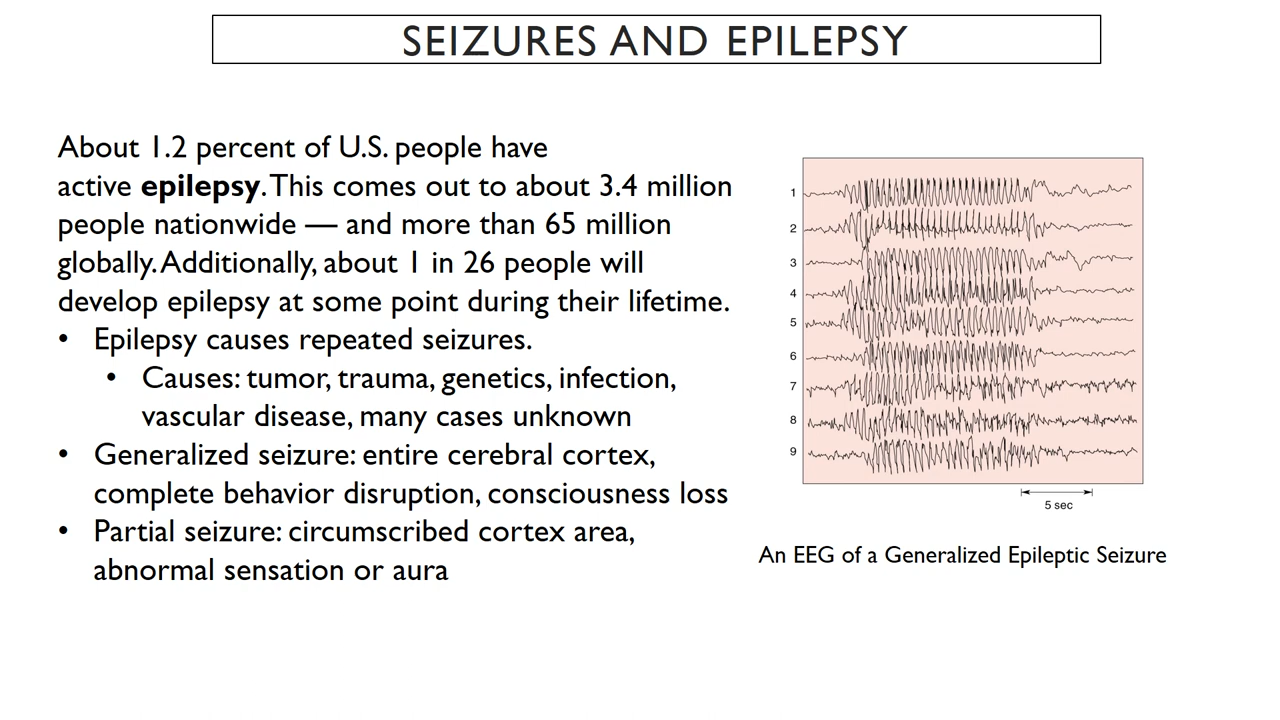 SEIZURES AND EPILEPSY
About 1.2 percent of U.S. people have
active epilepsy. This comes out to about 3.4 million
people nationwide — and more than 65 million
globally. Additionally, about 1 in 26 people will
develop epilepsy at some point during their lifetime.
• Epilepsy causes repeated seizures.
• Causes: tumor, trauma, genetics, infection,
vascular disease, many cases unknown
• Generalized seizure: entire cerebral cortex,
complete behavior disruption, consciousness loss
• Partial seizure: circumscribed cortex area,
abnormal sensation or aura
1
2
3
4
5
6
7
8
9
5 sec
An EEG of a Generalized Epileptic Seizure